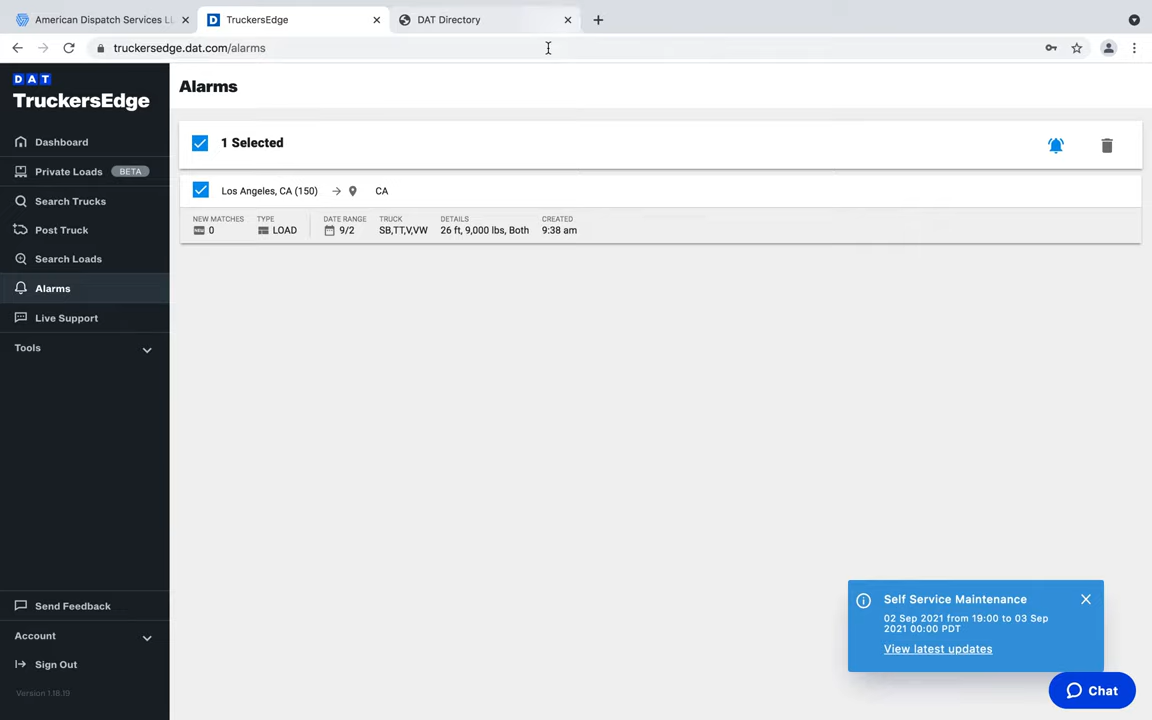 American Dispatch Services LL
TruckersEdge
DAT Directory
truckersedge.dat.com/alarms
DAT
TruckersEdge
Dashboard
Private Loads BETA
Search Trucks
Post Truck
Search Loads
Alarms
Live Support
Tools
Send Feedback
Account
Sign Out
Version 1.18.19
Alarms
1 Selected
Los Angeles, CA (150) → CA
NEW MATCHES TYPE DATE RANGE TRUCK DETAILS CREATED
NEW 0 LOAD 9/2 SB,TT,V,VW 26 ft, 9,000 lbs, Both 9:38 am
Self Service Maintenance
02 Sep 2021 from 19:00 to 03 Sep
2021 00:00 PDT
View latest updates
Chat